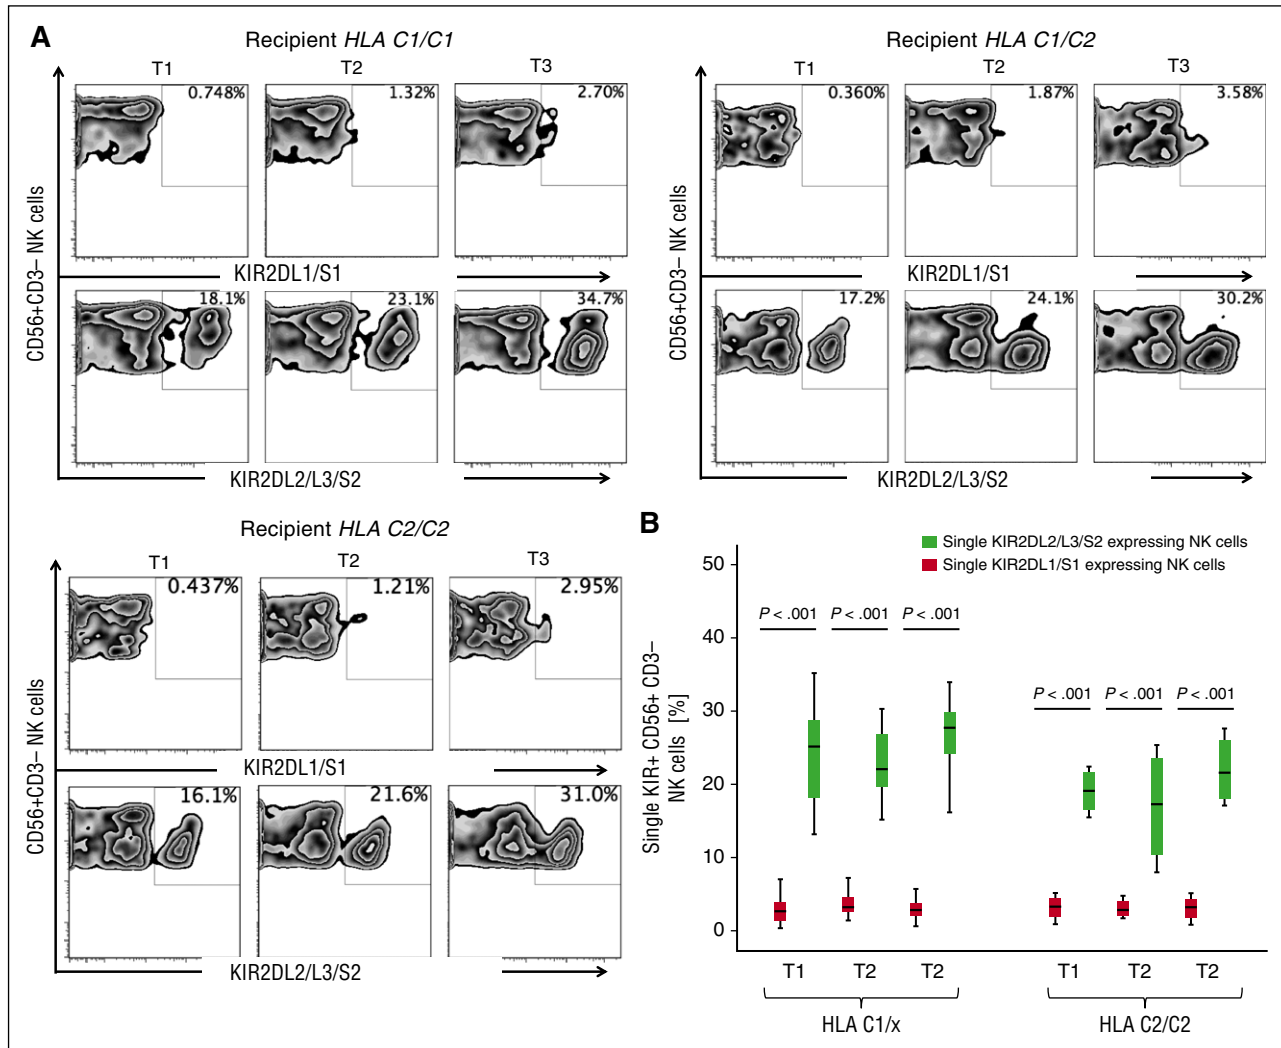 A
Recipient HLA C1/C1
T1 T2 T3
0.748% 1.32% 2.70%
KIR2DL1/S1
18.1% 23.1% 34.7%
KIR2DL2/L3/S2
CD56+CD3– NK cells
Recipient HLA C1/C2
T1 T2 T3
0.360% 1.87% 3.58%
KIR2DL1/S1
17.2% 24.1% 30.2%
KIR2DL2/L3/S2
CD56+CD3– NK cells
Recipient HLA C2/C2
T1 T2 T3
0.437% 1.21% 2.95%
KIR2DL1/S1
16.1% 21.6% 31.0%
KIR2DL2/L3/S2
CD56+CD3– NK cells
B
Single KIR2DL2/L3/S2 expressing NK cells
Single KIR2DL1/S1 expressing NK cells
Single KIR+ CD56+ CD3–
NK cells [%]
50
40
30
20
10
0
P < .001 P < .001 P < .001
P < .001 P < .001 P < .001
T1 T2 T2 T1 T2 T2
HLA C1/x HLA C2/C2